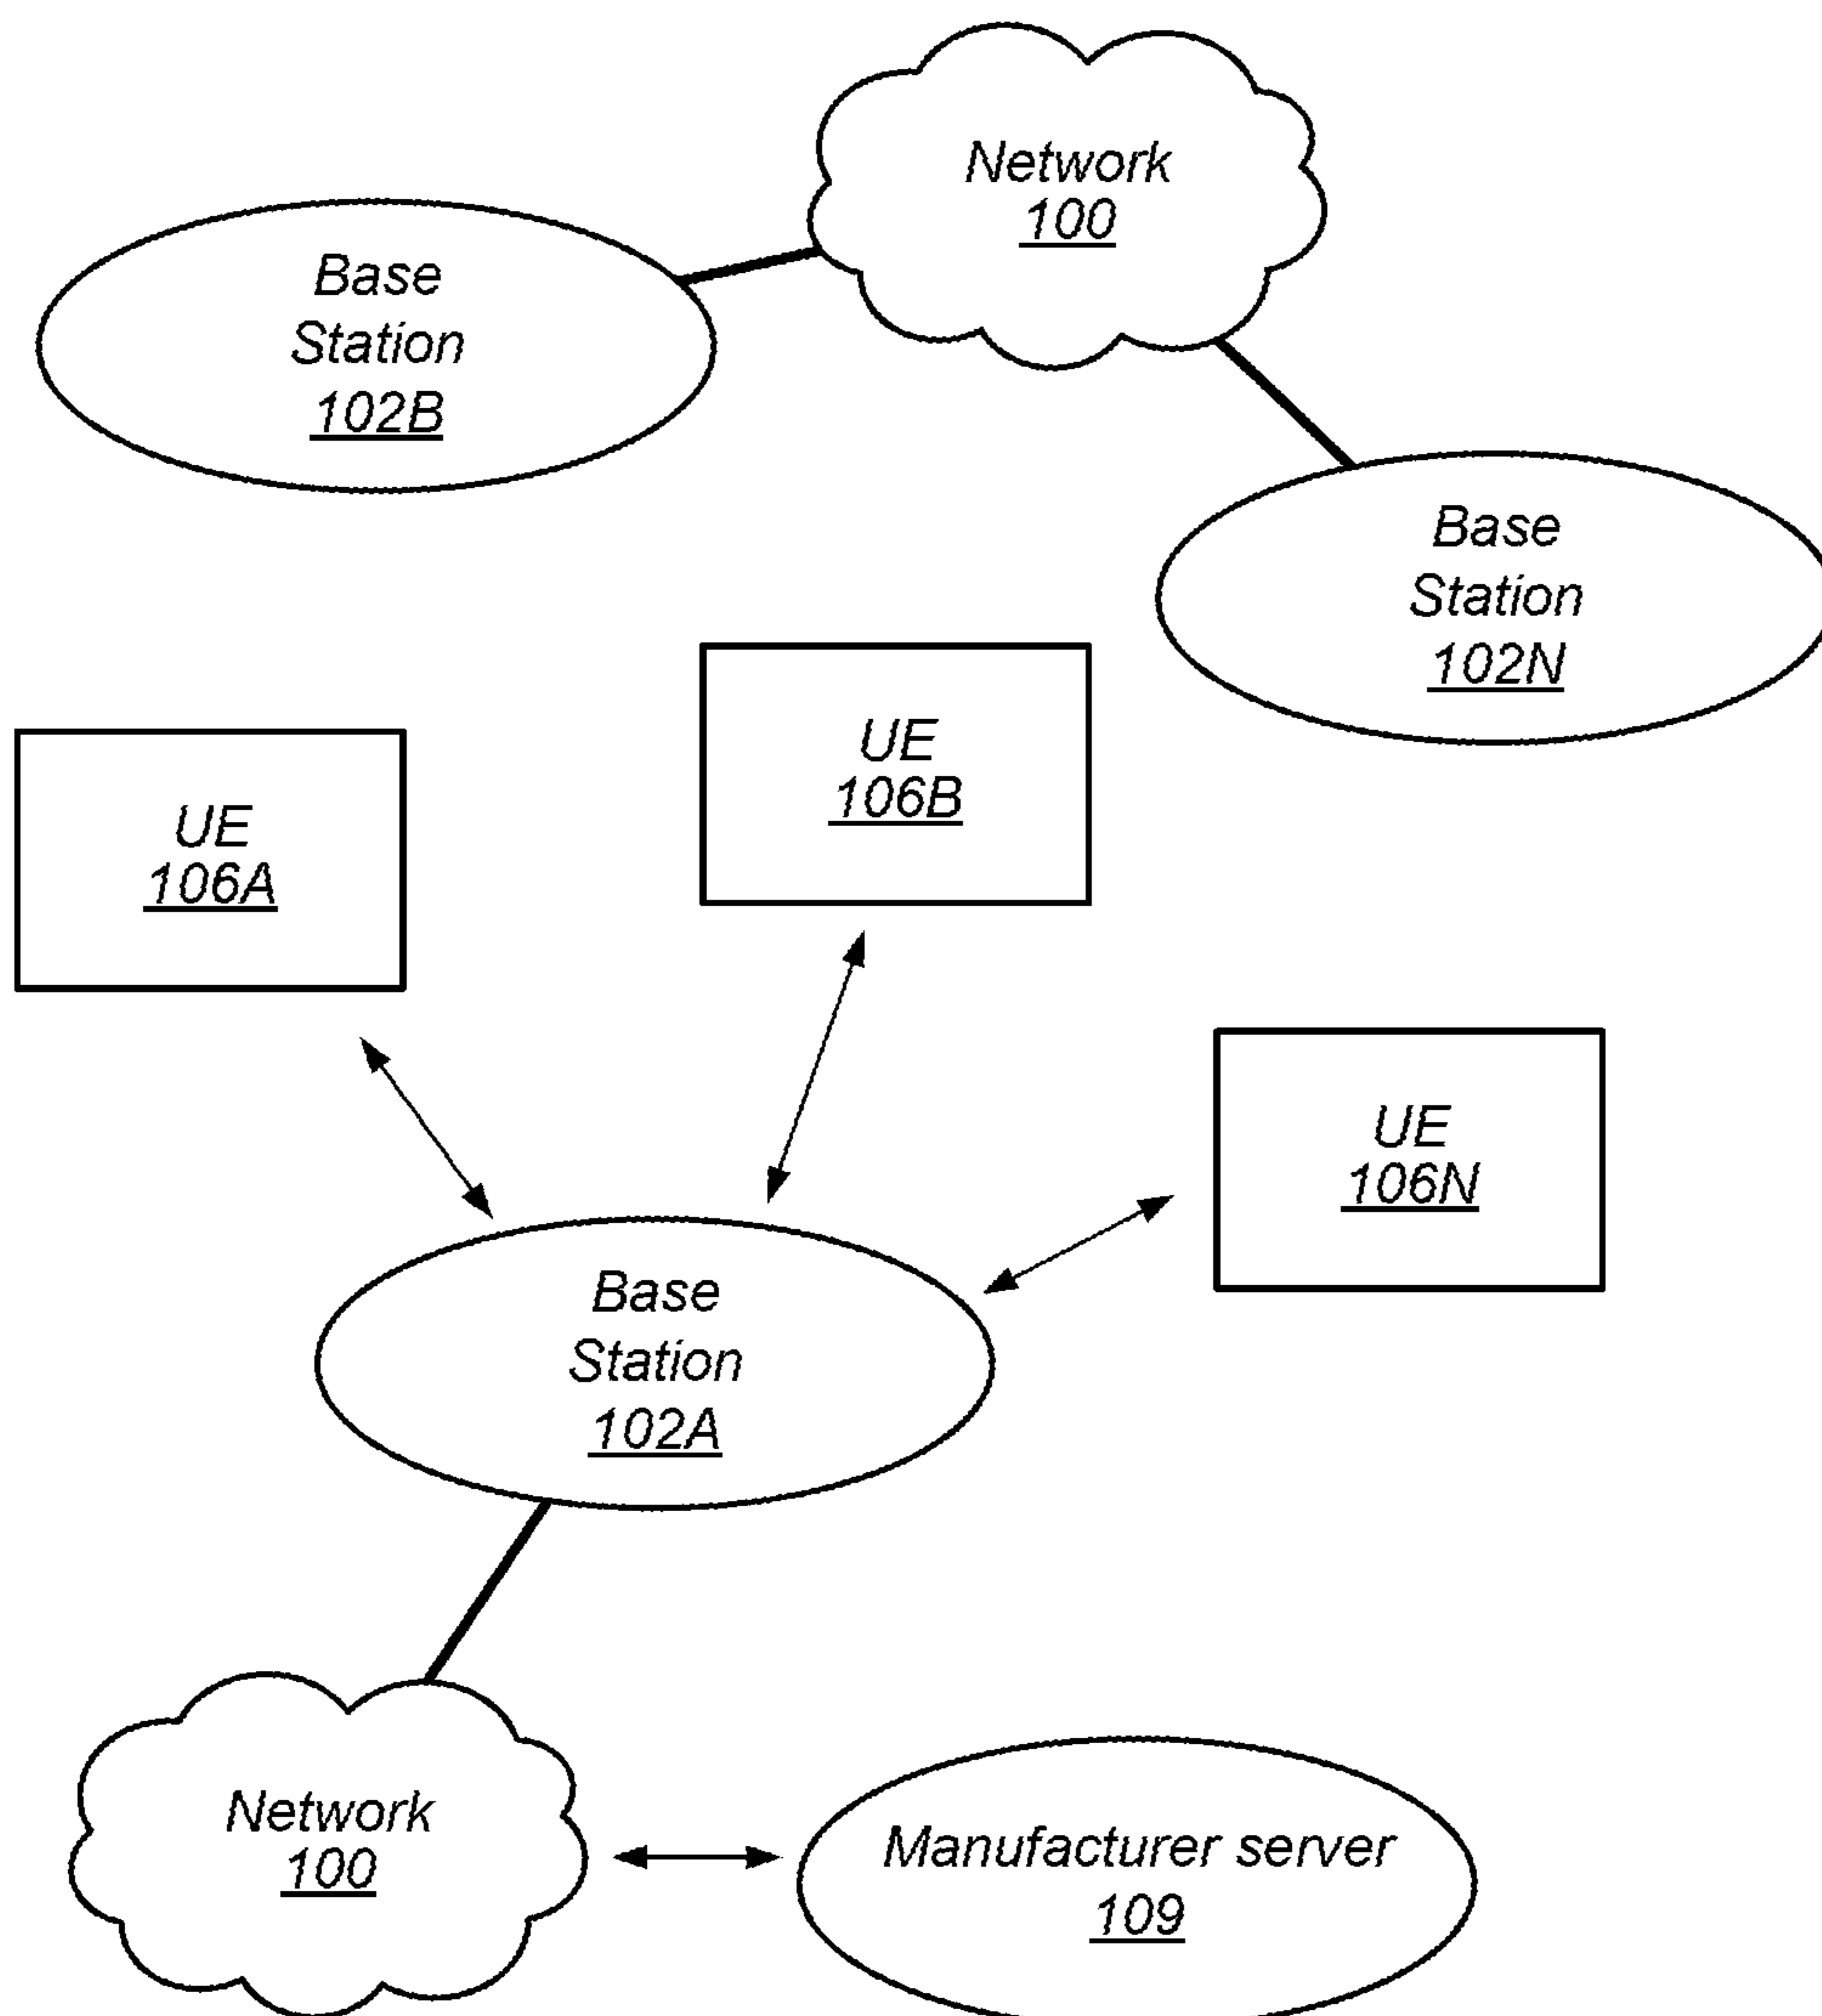 Network
100
Base
Station
102B
Base
Station
102N
UE
106B
UE
106A
UE
106N
Base
Station
102A
Network
100
Manufacturer server
109